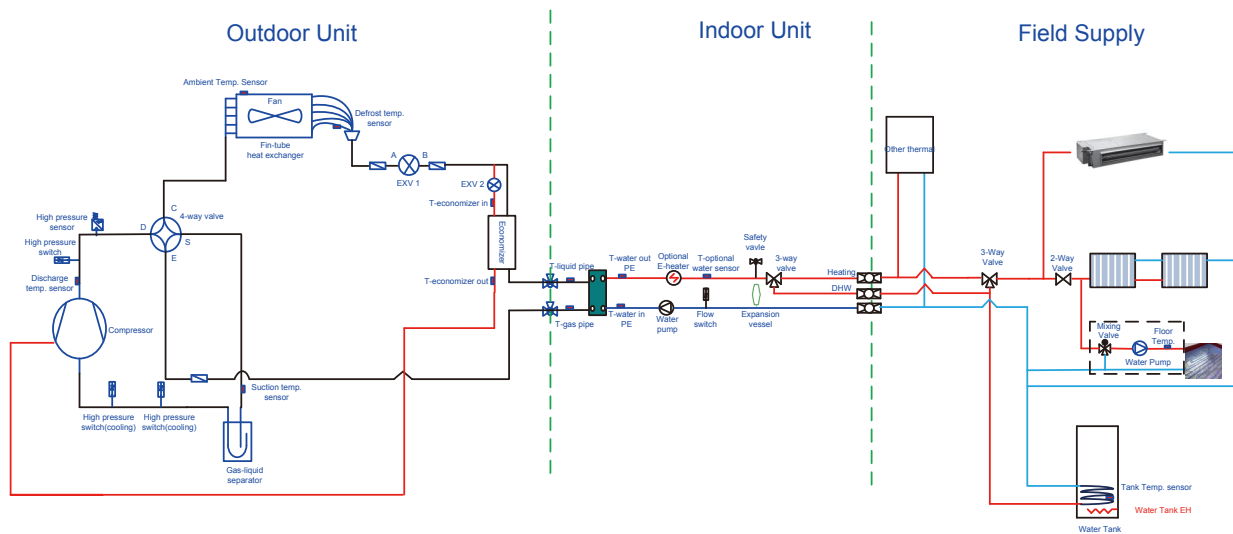 Outdoor Unit
Indoor Unit
Field Supply
Ambient Temp. Sensor
Fan
Defrost temp.
sensor
Fin-tube
heat exchanger
A
B
EXV 1
EXV 2
T-economizer in
Economizer
T-economizer out
High pressure
sensor
High pressure
switch
Discharge
temp. sensor
C
4-way valve
D
S
E
Compressor
Suction temp.
sensor
High pressure
switch(cooling)
High pressure
switch(cooling)
Gas-liquid
separator
T-liquid pipe
T-gas pipe
T-water out
PE
T-water in
PE
Optional
E-heater
T-optional
water sensor
Safety
vavle
3-way
valve
Water
pump
Flow
switch
Expansion
vessel
Heating
DHW
Other thermal
3-Way
Valve
2-Way
Valve
Mixing
Valve
Floor
Temp.
Water Pump
Tank Temp. sensor
Water Tank EH
Water Tank